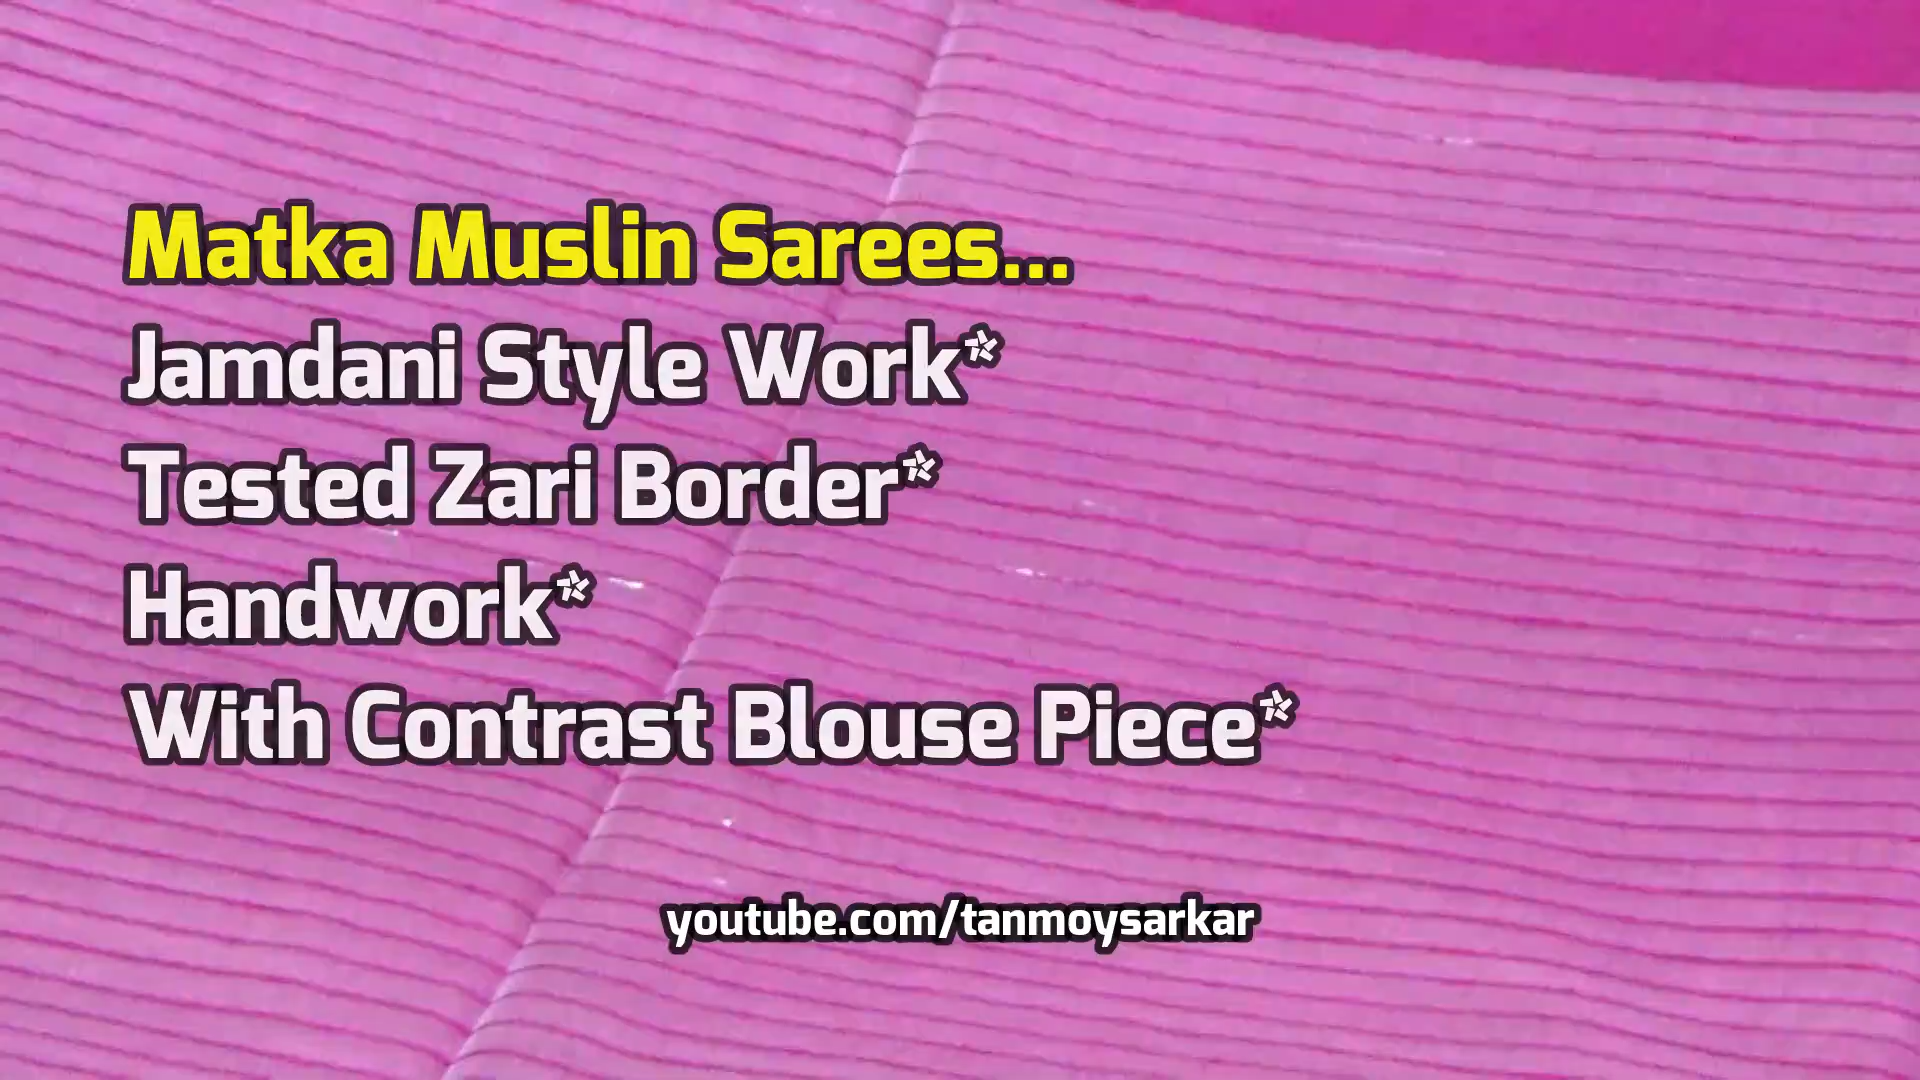 Matka Muslin Sarees...
Jamdani Style Work*
Tested Zari Border*
Handwork*
With Contrast Blouse Piece*
youtube.com/tanmoysarkar